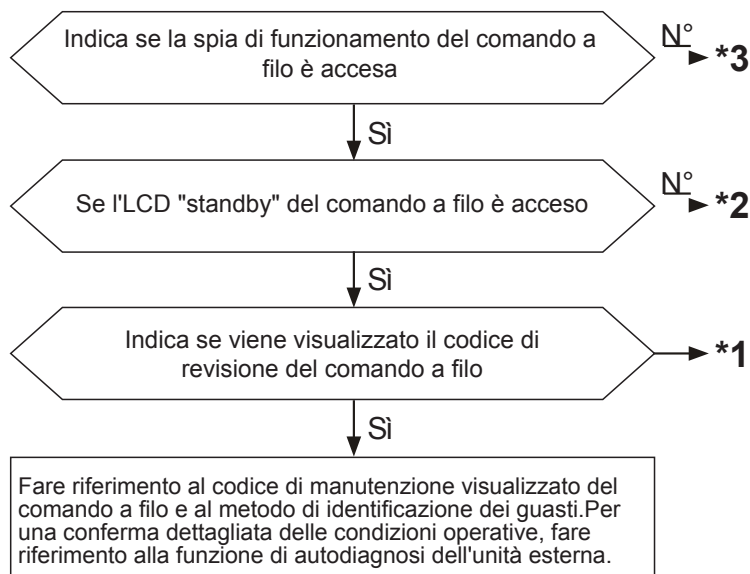 Indica se la spia di funzionamento del comando a
filo è accesa
N°
*3
Sì
Se l'LCD "standby" del comando a filo è acceso
N°
*2
Sì
Indica se viene visualizzato il codice di
revisione del comando a filo
*1
Sì
Fare riferimento al codice di manutenzione visualizzato del
comando a filo e al metodo di identificazione dei guasti.Per
una conferma dettagliata delle condizioni operative, fare
riferimento alla funzione di autodiagnosi dell'unità esterna.